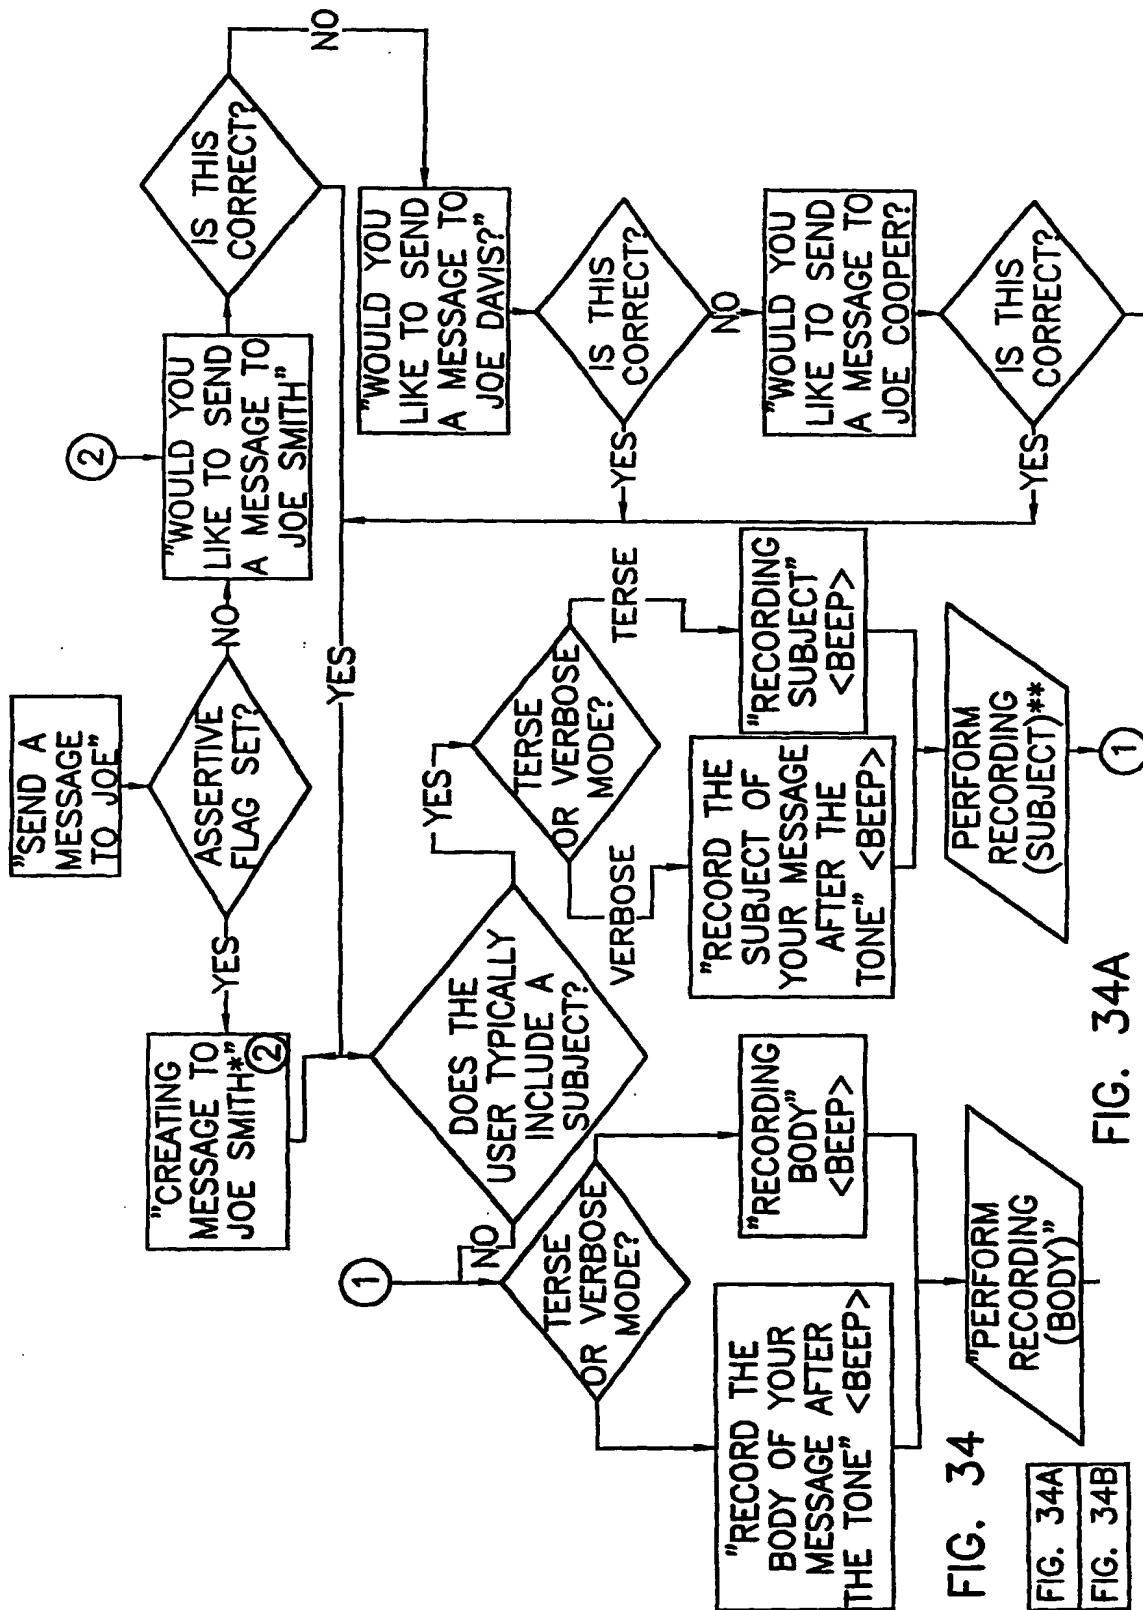 "SEND A
MESSAGE
TO JOE"
ASSERTIVE
FLAG SET?
YES
NO
"CREATING
MESSAGE TO
JOE SMITH*"
2
2
"WOULD YOU
LIKE TO SEND
A MESSAGE TO
JOE SMITH"
IS THIS
CORRECT?
NO
YES
"WOULD YOU
LIKE TO SEND
A MESSAGE TO
JOE DAVIS?"
IS THIS
CORRECT?
YES
NO
"WOULD YOU
LIKE TO SEND
A MESSAGE TO
JOE COOPER?
IS THIS
CORRECT?
YES
DOES THE
USER TYPICALLY
INCLUDE A
SUBJECT?
YES
NO
TERSE
OR VERBOSE
MODE?
VERBOSE
TERSE
"RECORD THE
SUBJECT OF
YOUR MESSAGE
AFTER THE
TONE" <BEEP>
"RECORDING
SUBJECT"
<BEEP>
PERFORM
RECORDING
(SUBJECT)**
1
1
TERSE
OR VERBOSE
MODE?
"RECORD THE
BODY OF YOUR
MESSAGE AFTER
THE TONE" <BEEP>
"RECORDING
BODY"
<BEEP>
"PERFORM
RECORDING
(BODY)"
FIG. 34
FIG. 34A
FIG. 34B
FIG. 34A